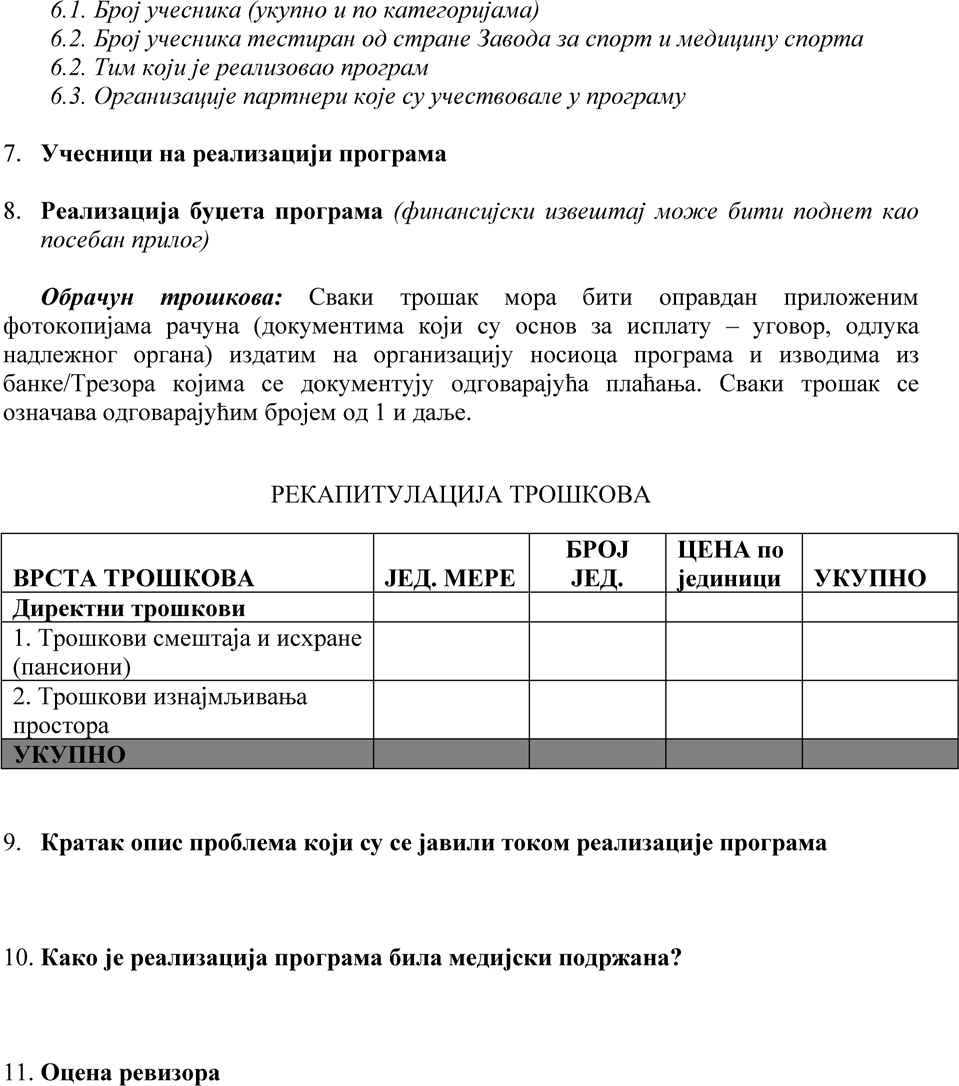 6.1. Број учесника (укупно и по категоријама)
6.2. Број учесника тестиран од стране Завода за спорт и медицину спорта
6.2. Тим који је реализовао програм
6.3. Организације партнери које су учествовале у програму
7. Учесници на реализацији програма
8. Реализација буџета програма (финансијски извештај може бити поднет као
посебан прилог)
Обрачун трошкова: Сваки трошак мора бити оправдан приложеним
фотокопијама рачуна (документима који су основ за исплату – уговор, одлука
надлежног органа) издатим на организацију носиоца програма и изводима из
банке/Трезора којима се документују одговарајућа плаћања. Сваки трошак се
означава одговарајућим бројем од 1 и даље.
РЕКАПИТУЛАЦИЈА ТРОШКОВА
ВРСТА ТРОШКОВА ЈЕД. МЕРЕ БРОЈ ЈЕД. ЦЕНА по јединици УКУПНО
Директни трошкови
1. Трошкови смештаја и исхране
(пансиони)
2. Трошкови изнајмљивања
простора
УКУПНО
9. Кратак опис проблема који су се јавили током реализације програма
10. Како је реализација програма била медијски подржана?
11. Оцена ревизора